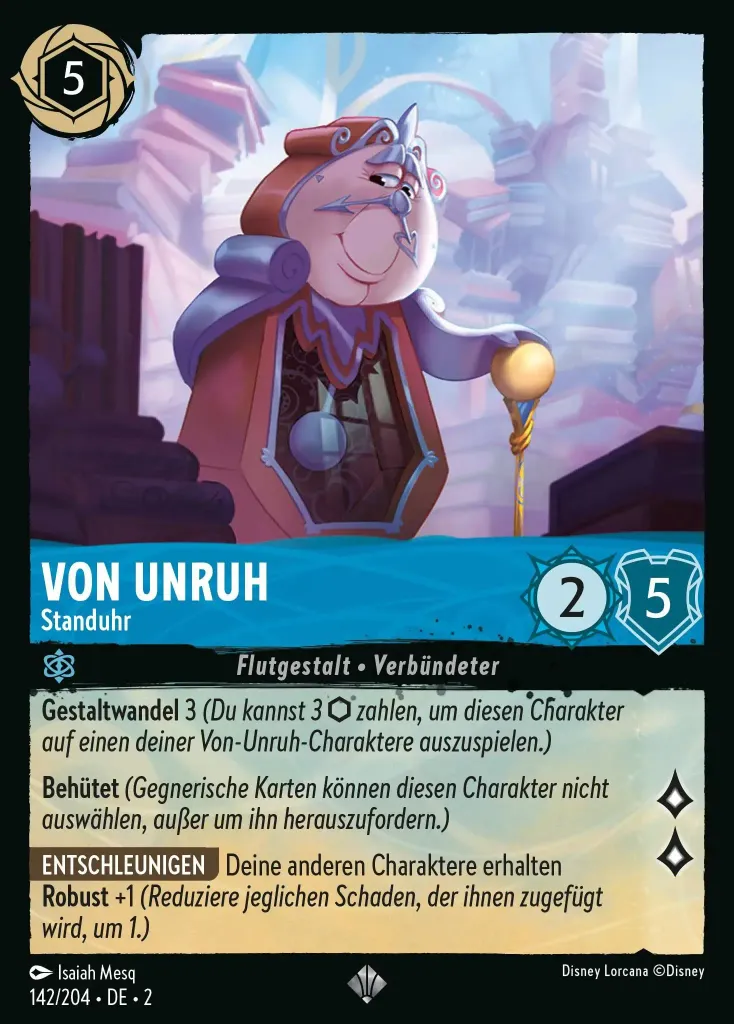 5
VON UNRUH
Standuhr
2
5
Flutgestalt • Verbündeter
Gestaltwandel 3 (Du kannst 3 ⬡ zahlen, um diesen Charakter
auf einen deiner Von-Unruh-Charaktere auszuspielen.)
Behütet (Gegnerische Karten können diesen Charakter nicht
auswählen, außer um ihn herauszufordern.)
ENTSCHLEUNIGEN Deine anderen Charaktere erhalten
Robust +1 (Reduziere jeglichen Schaden, der ihnen zugefügt
wird, um 1.)
Isaiah Mesq
Disney Lorcana ©Disney
142/204 • DE • 2